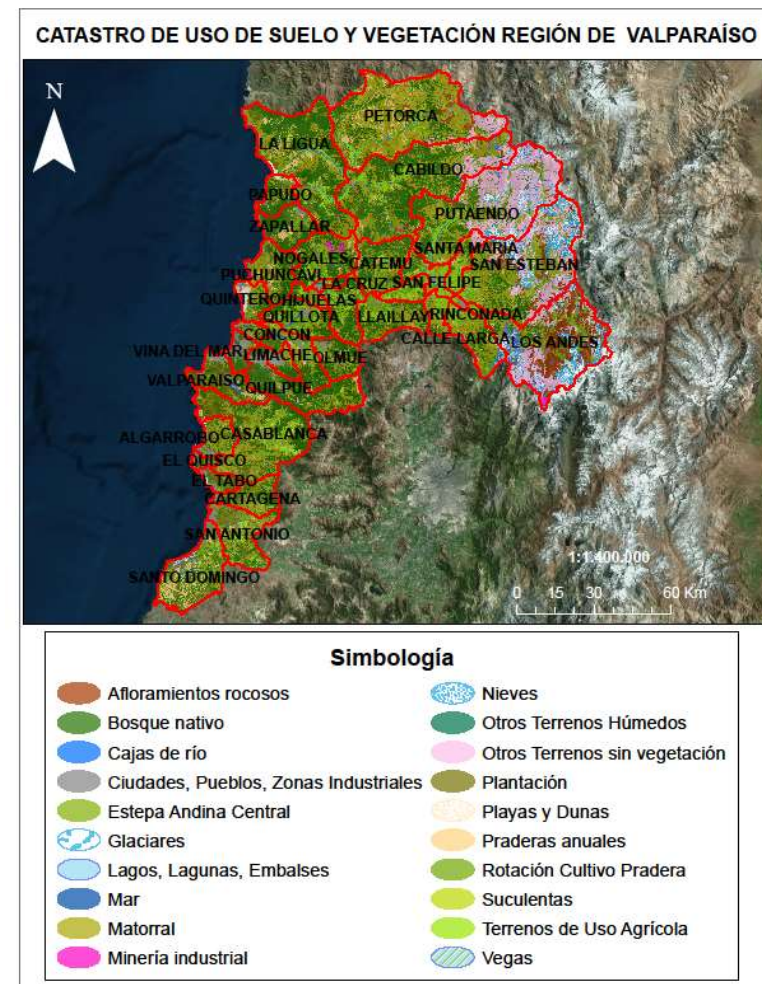 CATASTRO DE USO DE SUELO Y VEGETACIÓN REGIÓN DE VALPARAÍSO
N
PETORCA
LA LIGUA
CABILDO
PAPUDO
PUTAENDO
ZAPALLAR
SANTA MARIA
NOGALES
CATEMU
SAN ESTEBAN
PUCHUNCAVI
LA CRUZ
SAN FELIPE
QUINTERO
HIJUELAS
QUILLOTA
LLAILLAY
RINCONADA
CONCON
CALLE LARGA
LOS ANDES
VINA DEL MAR
LIMACHE
OLMUE
VALPARAISO
QUILPUE
ALGARROBO
CASABLANCA
EL QUISCO
EL TABO
CARTAGENA
SAN ANTONIO
1:1.400.000
SANTO DOMINGO
0 15 30 60 Km
Simbología
Afloramientos rocosos
Bosque nativo
Cajas de río
Ciudades, Pueblos, Zonas Industriales
Estepa Andina Central
Glaciares
Lagos, Lagunas, Embalses
Mar
Matorral
Minería industrial
Nieves
Otros Terrenos Húmedos
Otros Terrenos sin vegetación
Plantación
Playas y Dunas
Praderas anuales
Rotación Cultivo Pradera
Suculentas
Terrenos de Uso Agrícola
Vegas